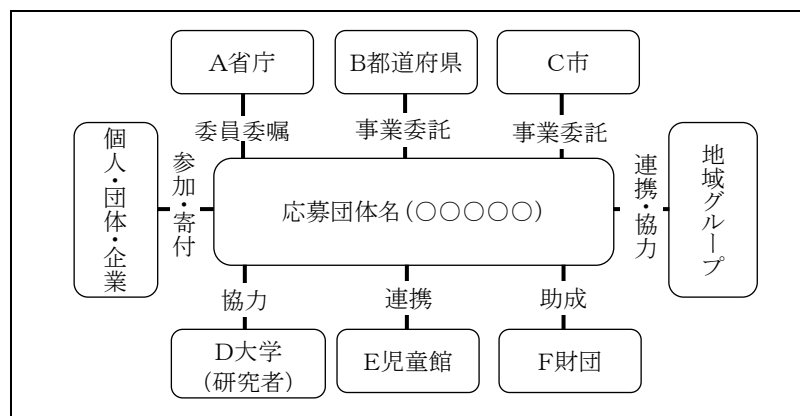 A省庁
B都道府県
C市
委員委嘱
事業委託
事業委託
個人・団体・企業
参加・寄付
応募団体名(○○○○○)
連携・協力
地域グループ
協力
連携
助成
D大学
(研究者)
E児童館
F財団